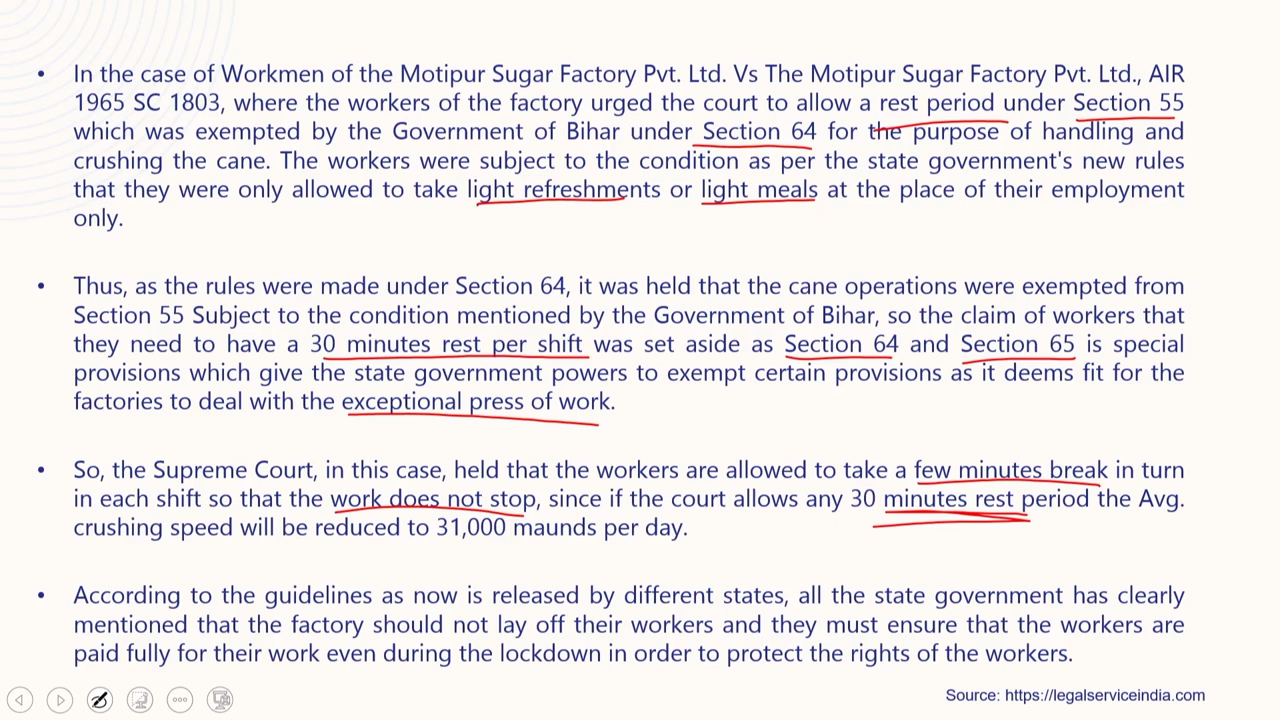 • In the case of Workmen of the Motipur Sugar Factory Pvt. Ltd. Vs The Motipur Sugar Factory Pvt. Ltd., AIR
1965 SC 1803, where the workers of the factory urged the court to allow a rest period under Section 55
which was exempted by the Government of Bihar under Section 64 for the purpose of handling and
crushing the cane. The workers were subject to the condition as per the state government's new rules
that they were only allowed to take light refreshments or light meals at the place of their employment
only.
• Thus, as the rules were made under Section 64, it was held that the cane operations were exempted from
Section 55 Subject to the condition mentioned by the Government of Bihar, so the claim of workers that
they need to have a 30 minutes rest per shift was set aside as Section 64 and Section 65 is special
provisions which give the state government powers to exempt certain provisions as it deems fit for the
factories to deal with the exceptional press of work.
• So, the Supreme Court, in this case, held that the workers are allowed to take a few minutes break in turn
in each shift so that the work does not stop, since if the court allows any 30 minutes rest period the Avg.
crushing speed will be reduced to 31,000 maunds per day.
• According to the guidelines as now is released by different states, all the state government has clearly
mentioned that the factory should not lay off their workers and they must ensure that the workers are
paid fully for their work even during the lockdown in order to protect the rights of the workers.
Source: https://legalserviceindia.com